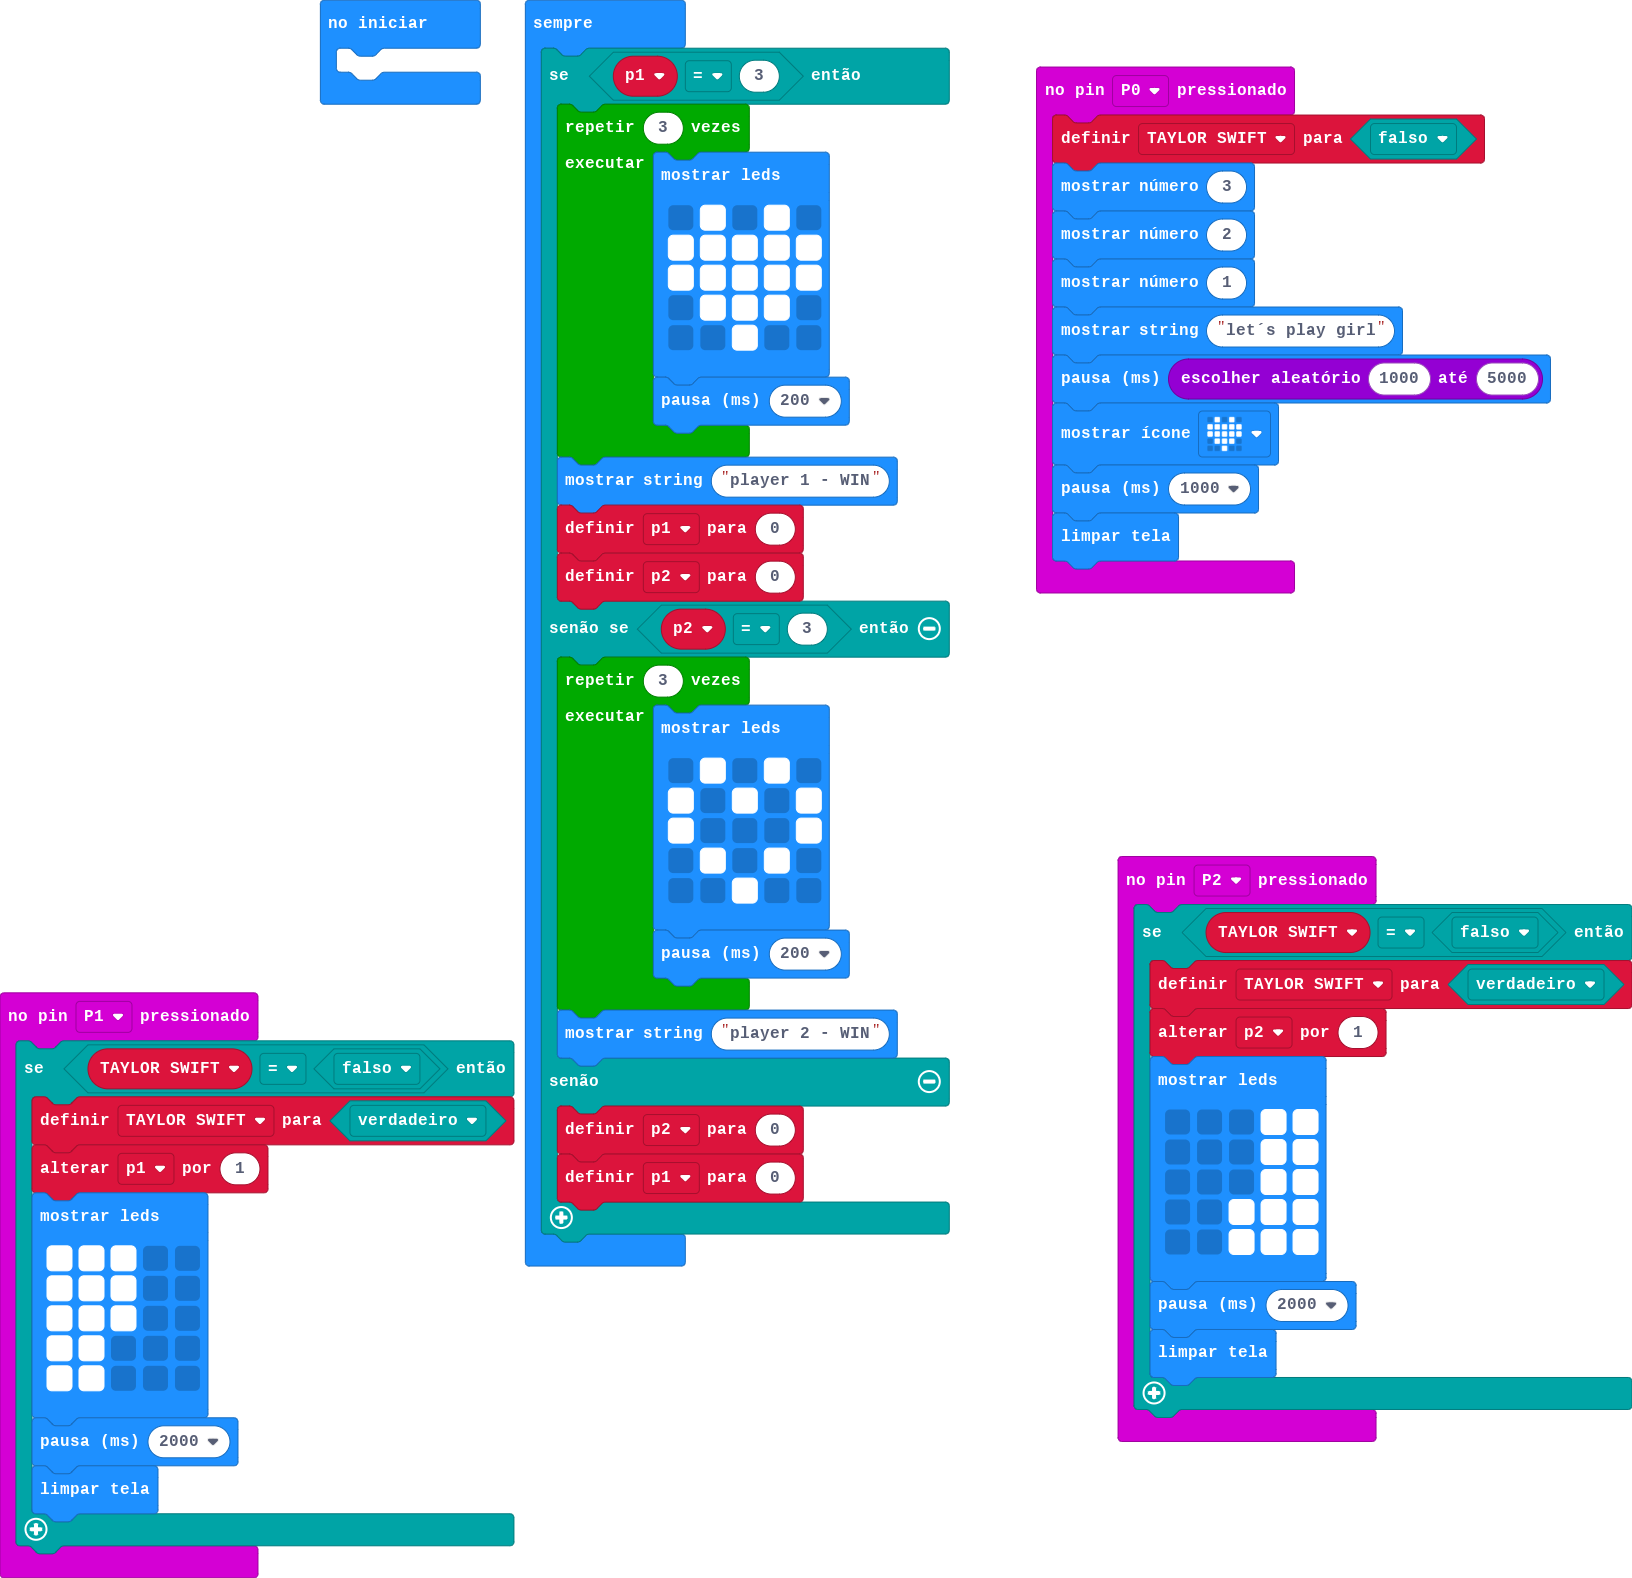 no iniciar
sempre
se p1 = 3 então
repetir 3 vezes
executar
mostrar leds
pausa (ms) 200
mostrar string "player 1 - WIN"
definir p1 para 0
definir p2 para 0
senão se p2 = 3 então
repetir 3 vezes
executar
mostrar leds
pausa (ms) 200
mostrar string "player 2 - WIN"
senão
definir p2 para 0
definir p1 para 0
no pin P0 pressionado
definir TAYLOR SWIFT para falso
mostrar número 3
mostrar número 2
mostrar número 1
mostrar string "let´s play girl"
pausa (ms) escolher aleatório 1000 até 5000
mostrar ícone
pausa (ms) 1000
limpar tela
no pin P1 pressionado
se TAYLOR SWIFT = falso então
definir TAYLOR SWIFT para verdadeiro
alterar p1 por 1
mostrar leds
pausa (ms) 2000
limpar tela
no pin P2 pressionado
se TAYLOR SWIFT = falso então
definir TAYLOR SWIFT para verdadeiro
alterar p2 por 1
mostrar leds
pausa (ms) 2000
limpar tela